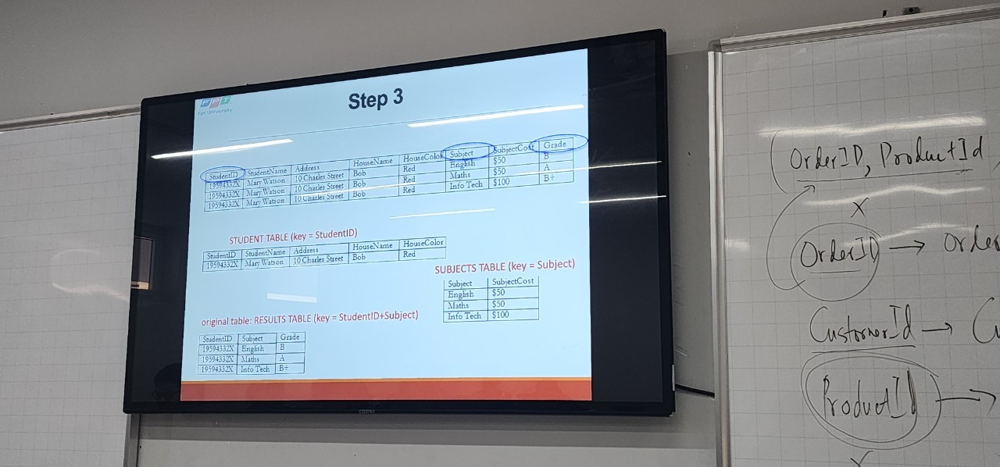 FPT
Fpt University
Step 3
StudentID StudentName Address HouseName HouseColor Subject SubjectCost Grade
19594332X Mary Watson 10 Charles Street Bob Red English $50 B
19594332X Mary Watson 10 Charles Street Bob Red Maths $50 A
19594332X Mary Watson 10 Charles Street Bob Red Info Tech $100 B+
STUDENT TABLE (key = StudentID)
StudentID StudentName Address HouseName HouseColor
19594332X Mary Watson 10 Charles Street Bob Red
SUBJECTS TABLE (key = Subject)
Subject SubjectCost
English $50
Maths $50
Info Tech $100
original table: RESULTS TABLE (key = StudentID+Subject)
StudentID Subject Grade
19594332X English B
19594332X Maths A
19594332X Info Tech B+
OrderID, ProductId
X
OrderID → Order
CustomerId →
ProductId →